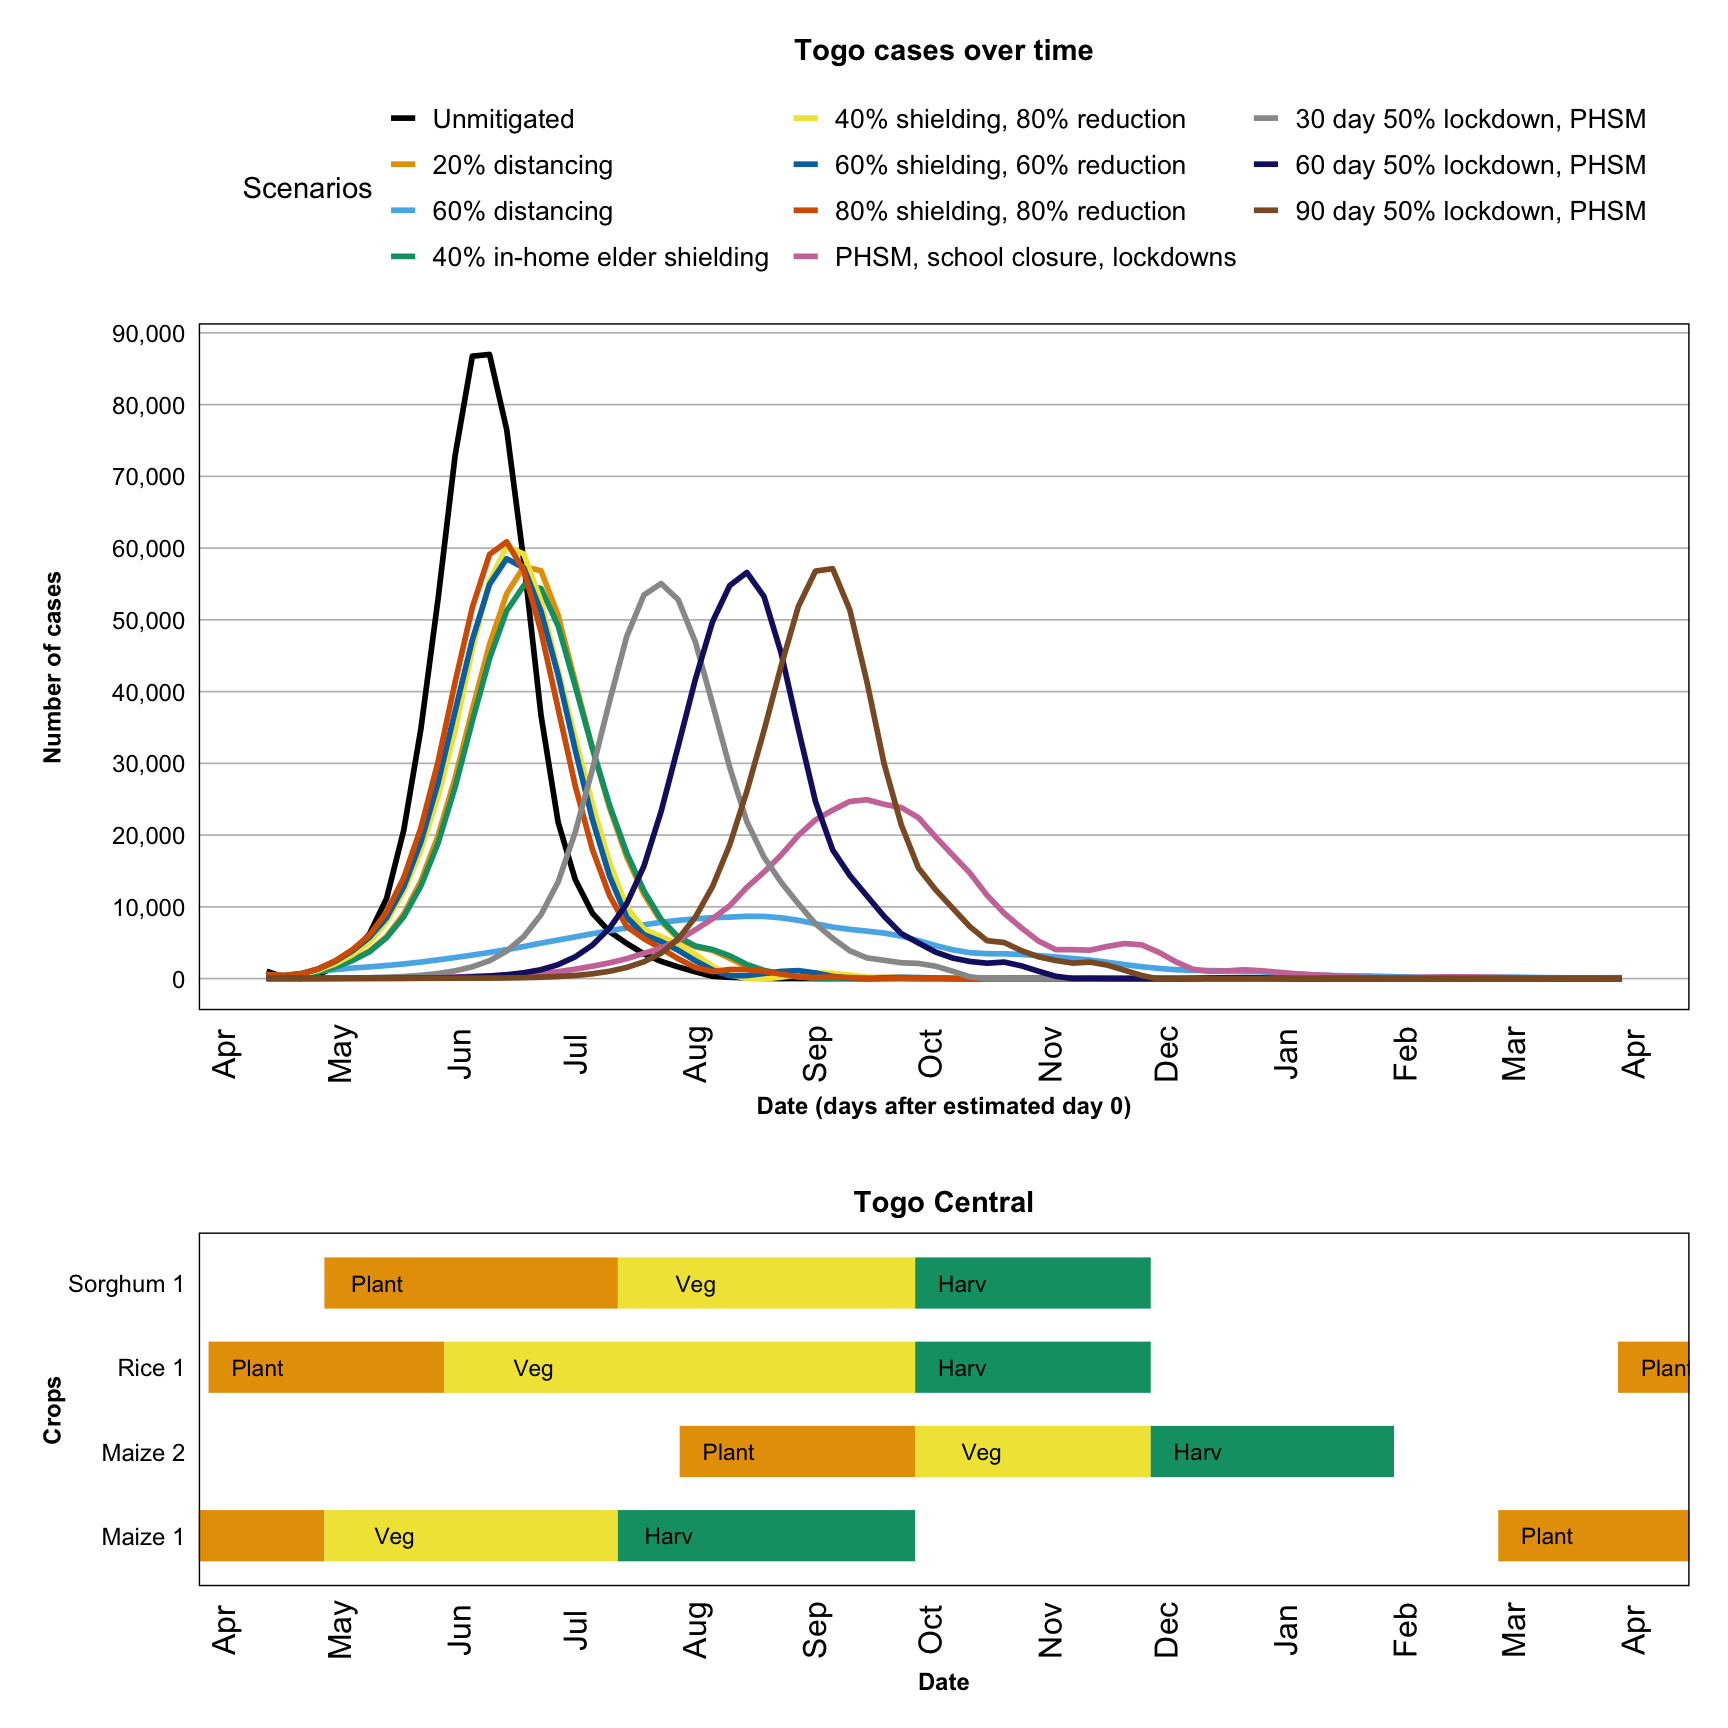 Togo cases over time
Scenarios
Unmitigated
20% distancing
60% distancing
40% in-home elder shielding
40% shielding, 80% reduction
60% shielding, 60% reduction
80% shielding, 80% reduction
PHSM, school closure, lockdowns
30 day 50% lockdown, PHSM
60 day 50% lockdown, PHSM
90 day 50% lockdown, PHSM
Number of cases
90,000
80,000
70,000
60,000
50,000
40,000
30,000
20,000
10,000
0
Apr May Jun Jul Aug Sep Oct Nov Dec Jan Feb Mar Apr
Date (days after estimated day 0)
Togo Central
Crops
Sorghum 1 Plant Veg Harv
Rice 1 Plant Veg Harv Plant
Maize 2 Plant Veg Harv
Maize 1 Veg Harv Plant
Apr May Jun Jul Aug Sep Oct Nov Dec Jan Feb Mar Apr
Date